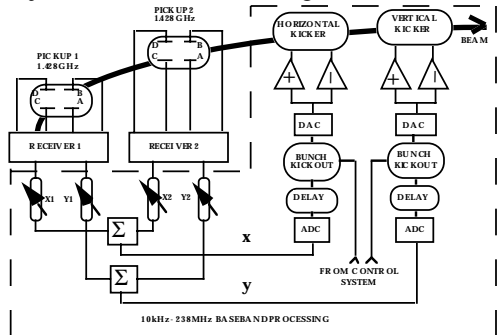 PICKUP 2
1.428 GHz
HORIZONTAL
KICKER
VERTICAL
KICKER
BEAM
PICKUP 1
1.428 GHz
D B
C A
D B
C A
+ − + −
RECEIVER 1
RECEIVER 2
DAC
DAC
BUNCH
KICKOUT
BUNCH
KICKOUT
X1 Y1 X2 Y2
DELAY
DELAY
Σ
x
ADC
ADC
Σ
y
FROM CONTROL
SYSTEM
10kHz - 238MHz BASEBAND PROCESSING